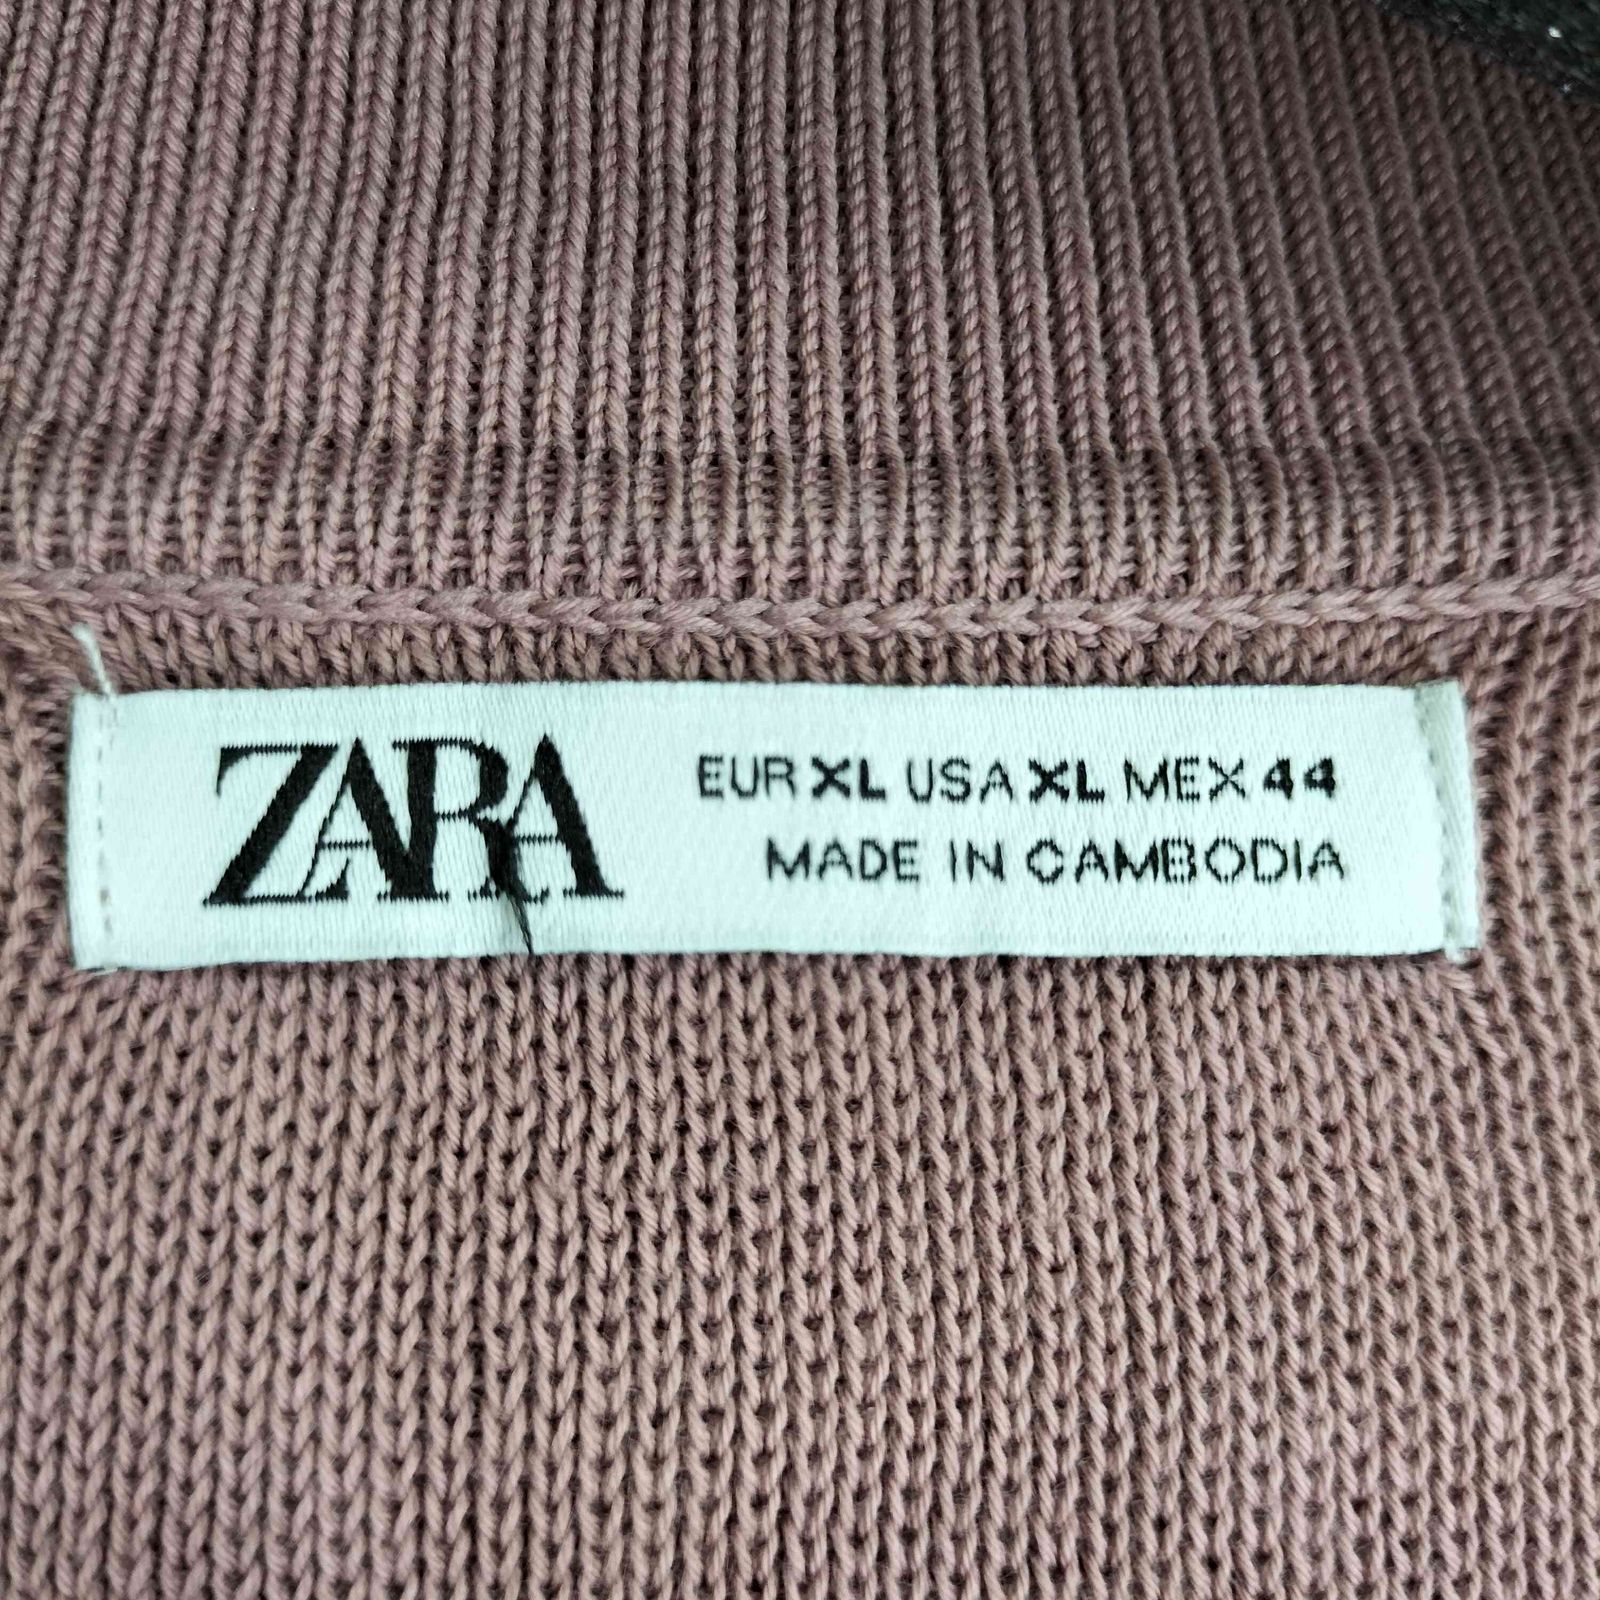 ZARA
EUR XL USA XL MEX 44
MADE IN CAMBODIA